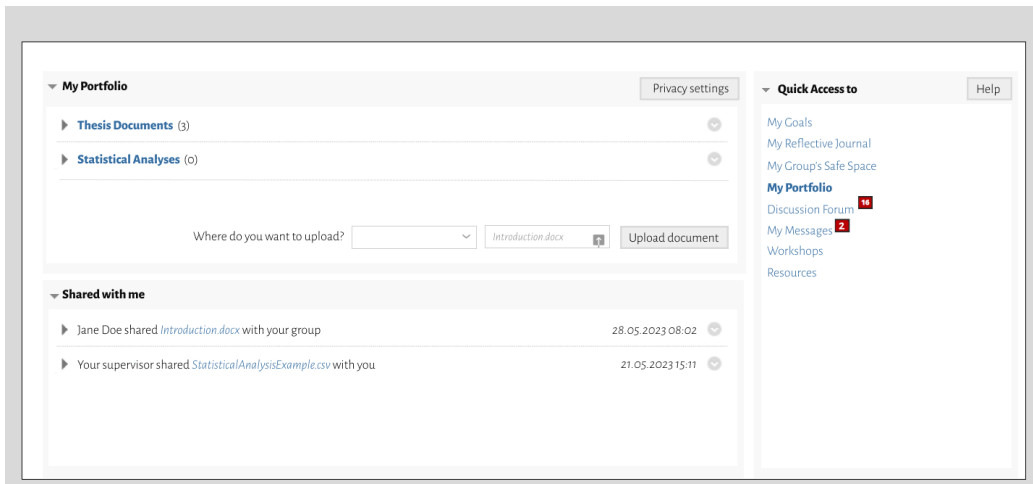 My Portfolio
Privacy settings
Thesis Documents (3)
Statistical Analyses (0)
Where do you want to upload?
Introduction.docx
Upload document
Shared with me
Jane Doe shared Introduction.docx with your group
28.05.2023 08:02
Your supervisor shared StatisticalAnalysisExample.csv with you
21.05.2023 15:11
Quick Access to
Help
My Goals
My Reflective Journal
My Group's Safe Space
My Portfolio
Discussion Forum 16
My Messages 2
Workshops
Resources